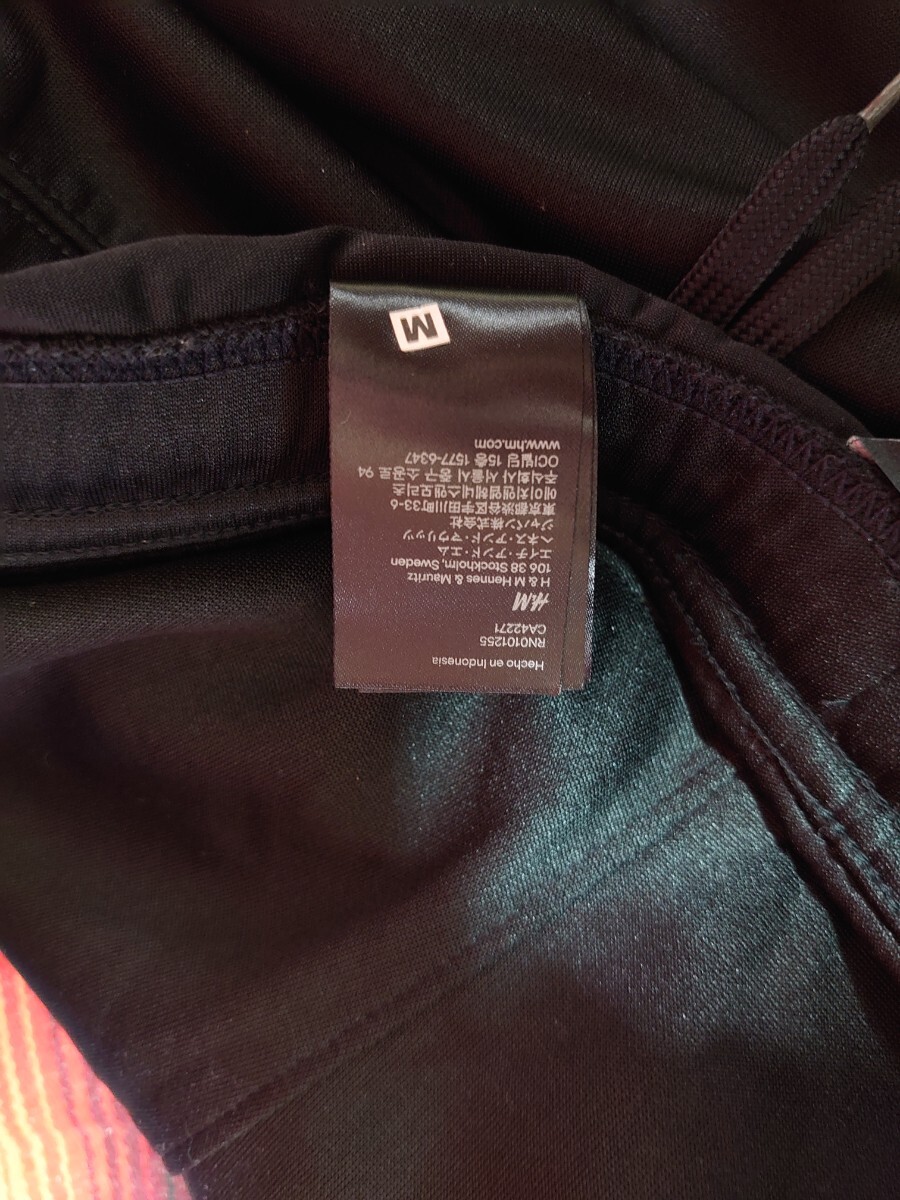 Hecho en Indonesia
RN0101255
CA42271
H&M
H & M Hennes & Mauritz
106 38 Stockholm, Sweden
エイチ・アンド・エム
ヘネス・アンド・マウリッツ
ジャパン株式会社
東京都渋谷区宇田川町33-6
에이치앤엠헤네스앤모리츠
주식회사 서울시 중구 소공로 94
OCI빌딩 15층 1577-6347
www.hm.com
M